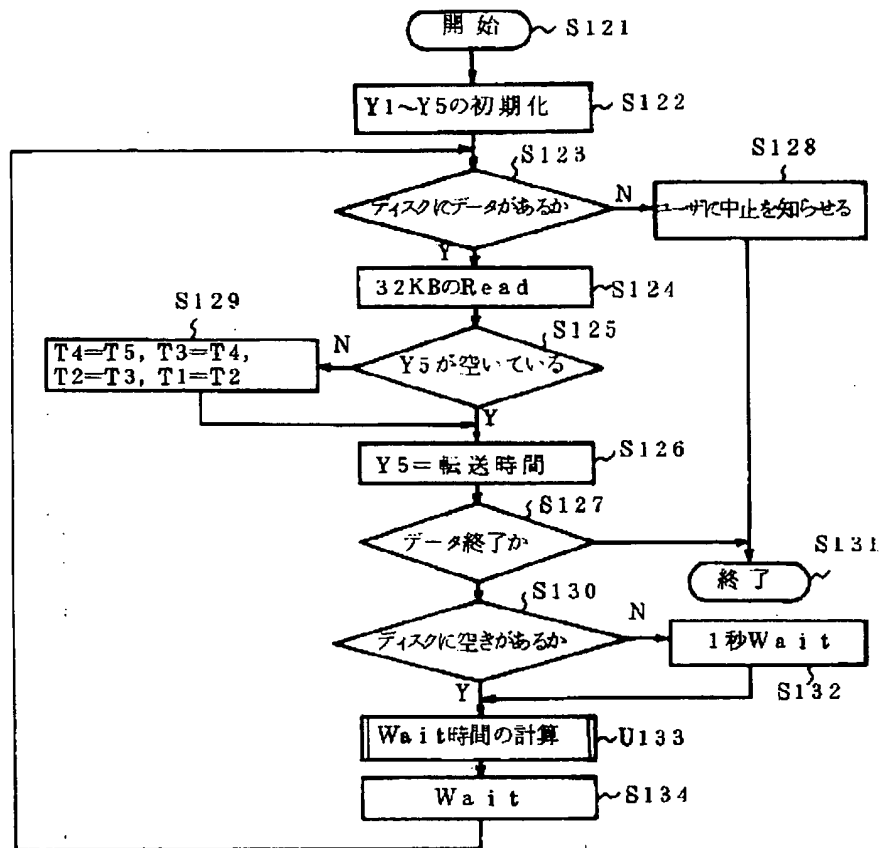 開始
S121
Y1~Y5の初期化
S122
S123
ディスクにデータがあるか
N
S128
ユーザに中止を知らせる
Y
32KBのRead
S124
S129
T4=T5, T3=T4,
T2=T3, T1=T2
N
S125
Y5が空いている
Y
Y5=転送時間
S126
S127
データ終了か
S131
終了
S130
ディスクに空きがあるか
N
1秒Wait
S132
Y
Wait時間の計算
U133
Wait
S134